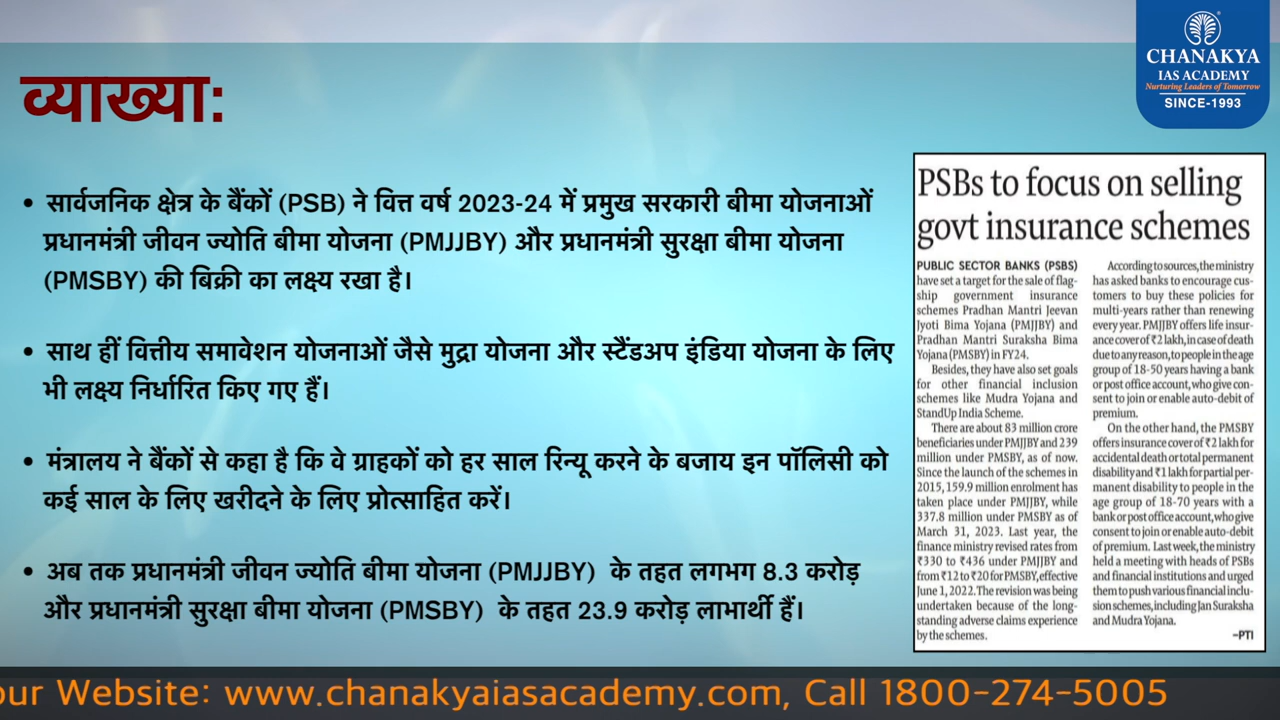 CHANAKYA
IAS ACADEMY
Nurturing Leaders of Tomorrow
SINCE-1993
व्याख्या:
• सार्वजनिक क्षेत्र के बैंकों (PSB) ने वित्त वर्ष 2023-24 में प्रमुख सरकारी बीमा योजनाओं
प्रधानमंत्री जीवन ज्योति बीमा योजना (PMJJBY) और प्रधानमंत्री सुरक्षा बीमा योजना
(PMSBY) की बिक्री का लक्ष्य रखा है।
• साथ हीं वित्तीय समावेशन योजनाओं जैसे मुद्रा योजना और स्टैंडअप इंडिया योजना के लिए
भी लक्ष्य निर्धारित किए गए हैं।
• मंत्रालय ने बैंकों से कहा है कि वे ग्राहकों को हर साल रिन्यू करने के बजाय इन पॉलिसी को
कई साल के लिए खरीदने के लिए प्रोत्साहित करें।
• अब तक प्रधानमंत्री जीवन ज्योति बीमा योजना (PMJJBY) के तहत लगभग 8.3 करोड़
और प्रधानमंत्री सुरक्षा बीमा योजना (PMSBY) के तहत 23.9 करोड़ लाभार्थी हैं।
PSBs to focus on selling
govt insurance schemes
PUBLIC SECTOR BANKS (PSBS)
have set a target for the sale of flag-
ship government insurance
schemes Pradhan Mantri Jeevan
Jyoti Bima Yojana (PMJJBY) and
Pradhan Mantri Suraksha Bima
Yojana (PMSBY) in FY24.
Besides, they have also set goals
for other financial inclusion
schemes like Mudra Yojana and
StandUp India Scheme.
There are about 83 million crore
beneficiaries under PMJJBY and 239
million under PMSBY, as of now.
Since the launch of the schemes in
2015, 159.9 million enrolment has
taken place under PMJJBY, while
337.8 million under PMSBY as of
March 31, 2023. Last year, the
finance ministry revised rates from
₹330 to ₹436 under PMJJBY and
from ₹12 to ₹20 for PMSBY, effective
June 1, 2022. The revision was being
undertaken because of the long-
standing adverse claims experience
by the schemes.
According to sources, the ministry
has asked banks to encourage cus-
tomers to buy these policies for
multi-years rather than renewing
every year. PMJJBY offers life insur-
ance cover of ₹2 lakh, in case of death
due to any reason, to people in the age
group of 18-50 years having a bank
or post office account, who give con-
sent to join or enable auto-debit of
premium.
On the other hand, the PMSBY
offers insurance cover of ₹2 lakh for
accidental death or total permanent
disability and ₹1 lakh for partial per-
manent disability to people in the
age group of 18-70 years with a
bank or post office account, who give
consent to join or enable auto-debit
of premium. Last week, the ministry
held a meeting with heads of PSBs
and financial institutions and urged
them to push various financial inclu-
sion schemes, including Jan Suraksha
and Mudra Yojana.
–PTI
our Website: www.chanakyaiasacademy.com, Call 1800-274-5005